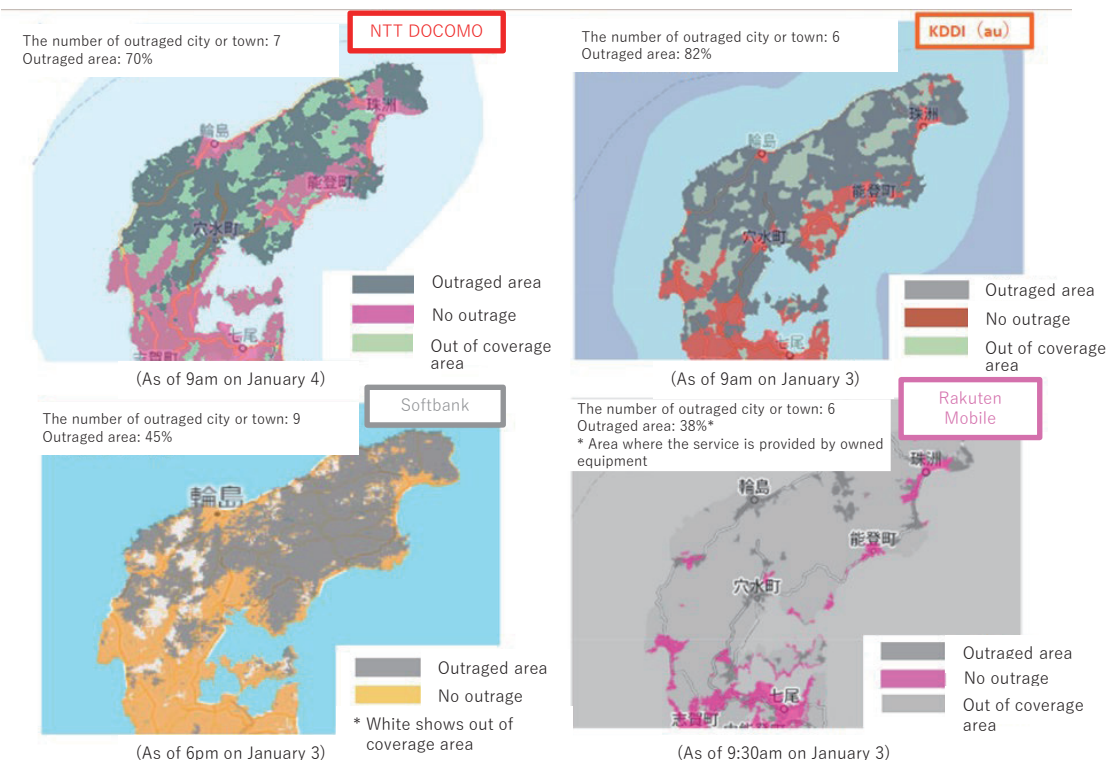 NTT DOCOMO
The number of outraged city or town: 7
Outraged area: 70%
珠洲
輪島
能登町
穴水町
七尾
志賀町
Outraged area
No outrage
Out of coverage
area
(As of 9am on January 4)
KDDI（au）
The number of outraged city or town: 6
Outraged area: 82%
珠洲
輪島
能登町
穴水町
七尾
Outraged area
No outrage
Out of coverage
area
(As of 9am on January 3)
Softbank
The number of outraged city or town: 9
Outraged area: 45%
輪島
Outraged area
No outrage
* White shows out of
coverage area
(As of 6pm on January 3)
Rakuten
Mobile
The number of outraged city or town: 6
Outraged area: 38%*
* Area where the service is provided by owned
equipment
珠洲
輪島
能登町
穴水町
七尾
志賀町
Outraged area
No outrage
Out of coverage
area
(As of 9:30am on January 3)